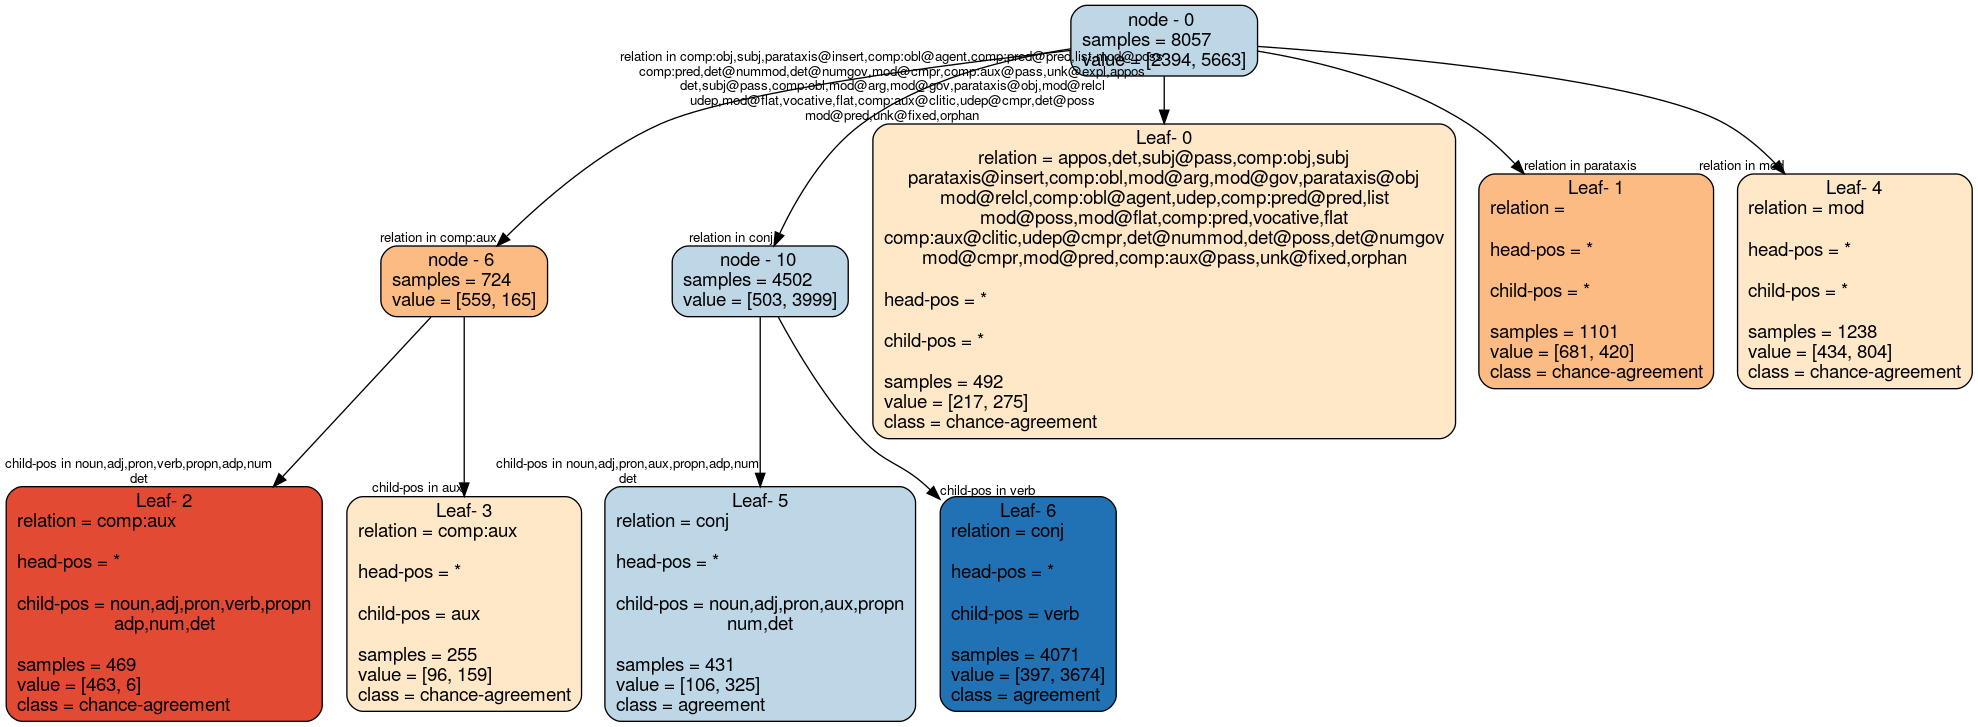 node - 0
samples = 8057
value = [2394, 5663]
relation in comp:obj,subj,parataxis@insert,comp:obl@agent,comp:pred@pred,list,mod@poss
comp:pred,det@nummod,det@numgov,mod@cmpr,comp:aux@pass,unk@expl,appos
det,subj@pass,comp:obl,mod@arg,mod@gov,parataxis@obj,mod@relcl
udep,mod@flat,vocative,flat,comp:aux@clitic,udep@cmpr,det@poss
mod@pred,unk@fixed,orphan
Leaf- 0
relation = appos,det,subj@pass,comp:obj,subj
parataxis@insert,comp:obl,mod@arg,mod@gov,parataxis@obj
mod@relcl,comp:obl@agent,udep,comp:pred@pred,list
mod@poss,mod@flat,comp:pred,vocative,flat
comp:aux@clitic,udep@cmpr,det@nummod,det@poss,det@numgov
mod@cmpr,mod@pred,comp:aux@pass,unk@fixed,orphan
head-pos = *
child-pos = *
samples = 492
value = [217, 275]
class = chance-agreement
relation in parataxis
Leaf- 1
relation =
head-pos = *
child-pos = *
samples = 1101
value = [681, 420]
class = chance-agreement
relation in mod
Leaf- 4
relation = mod
head-pos = *
child-pos = *
samples = 1238
value = [434, 804]
class = chance-agreement
relation in comp:aux
node - 6
samples = 724
value = [559, 165]
relation in conj
node - 10
samples = 4502
value = [503, 3999]
child-pos in noun,adj,pron,verb,propn,adp,num
det
Leaf- 2
relation = comp:aux
head-pos = *
child-pos = noun,adj,pron,verb,propn
adp,num,det
samples = 469
value = [463, 6]
class = chance-agreement
child-pos in aux
Leaf- 3
relation = comp:aux
head-pos = *
child-pos = aux
samples = 255
value = [96, 159]
class = chance-agreement
child-pos in noun,adj,pron,aux,propn,adp,num
det
Leaf- 5
relation = conj
head-pos = *
child-pos = noun,adj,pron,aux,propn
num,det
samples = 431
value = [106, 325]
class = agreement
child-pos in verb
Leaf- 6
relation = conj
head-pos = *
child-pos = verb
samples = 4071
value = [397, 3674]
class = agreement